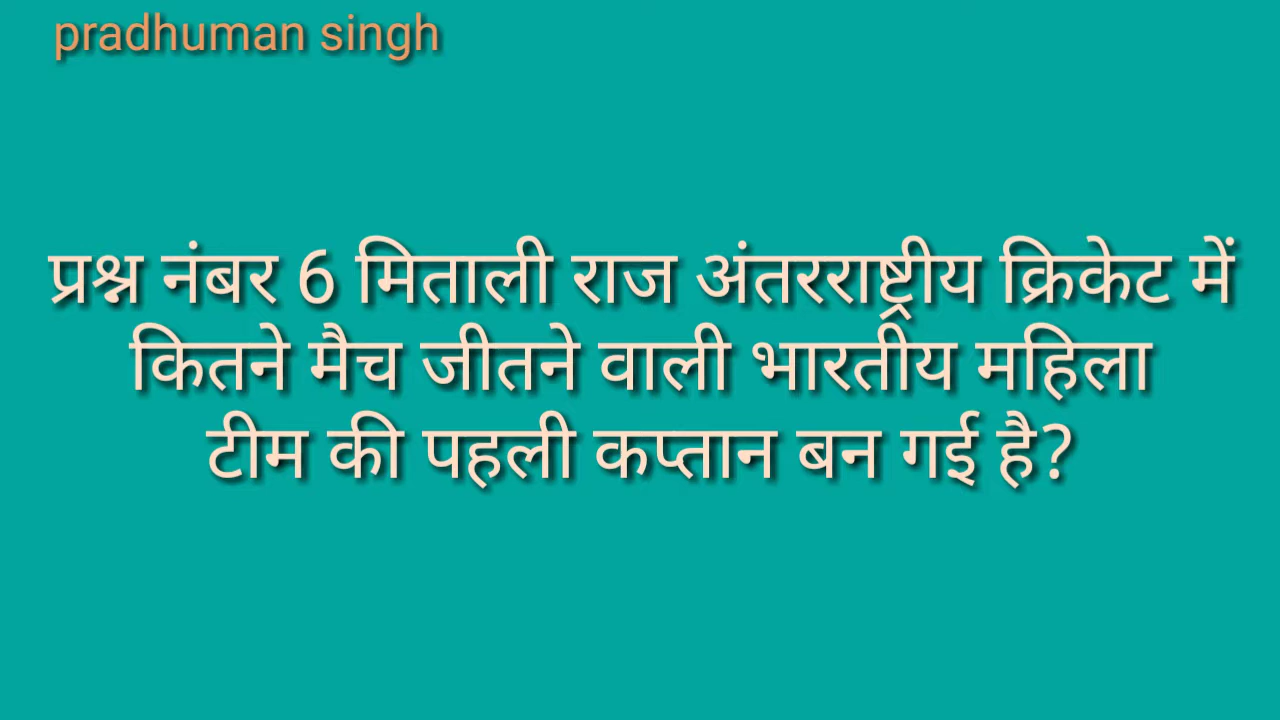 pradhuman singh
प्रश्न नंबर 6 मिताली राज अंतरराष्ट्रीय क्रिकेट में
कितने मैच जीतने वाली भारतीय महिला
टीम की पहली कप्तान बन गई है?